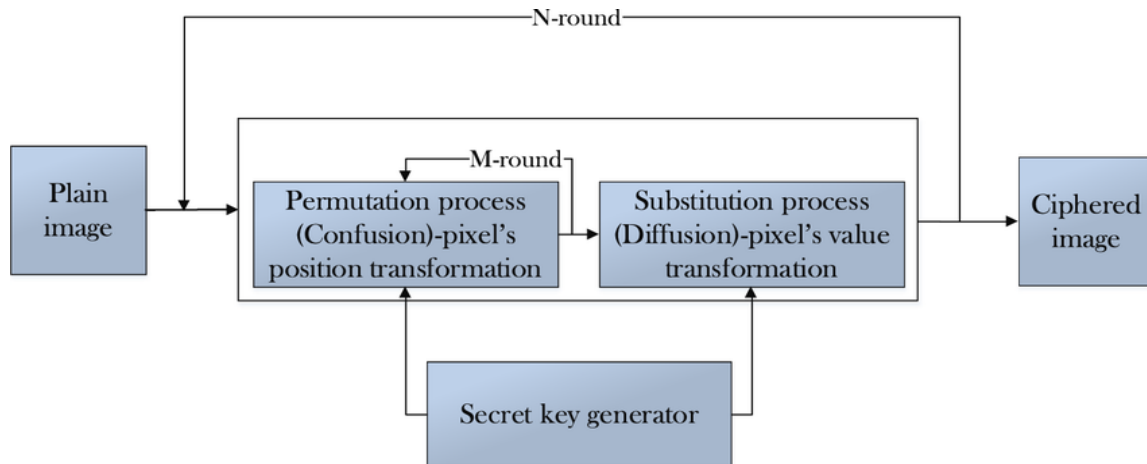 N-round
M-round
Plain
image
Permutation process
(Confusion)-pixel's
position transformation
Substitution process
(Diffusion)-pixel's value
transformation
Ciphered
image
Secret key generator